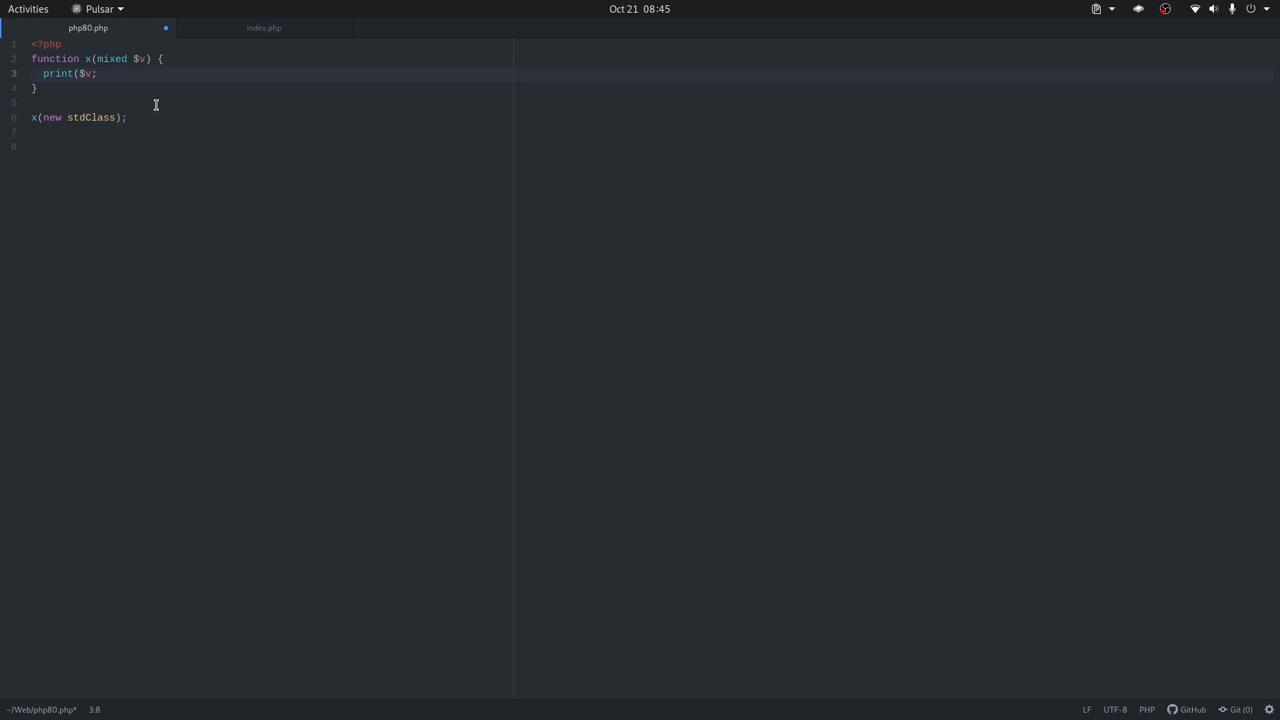 Activities Pulsar Oct 21 08:45
php80.php index.php
1 <?php
2 function x(mixed $v) {
3   print($v;
4 }
5
6 x(new stdClass);
7
8
~/Web/php80.php* 3:8 LF UTF-8 PHP GitHub Git (0)